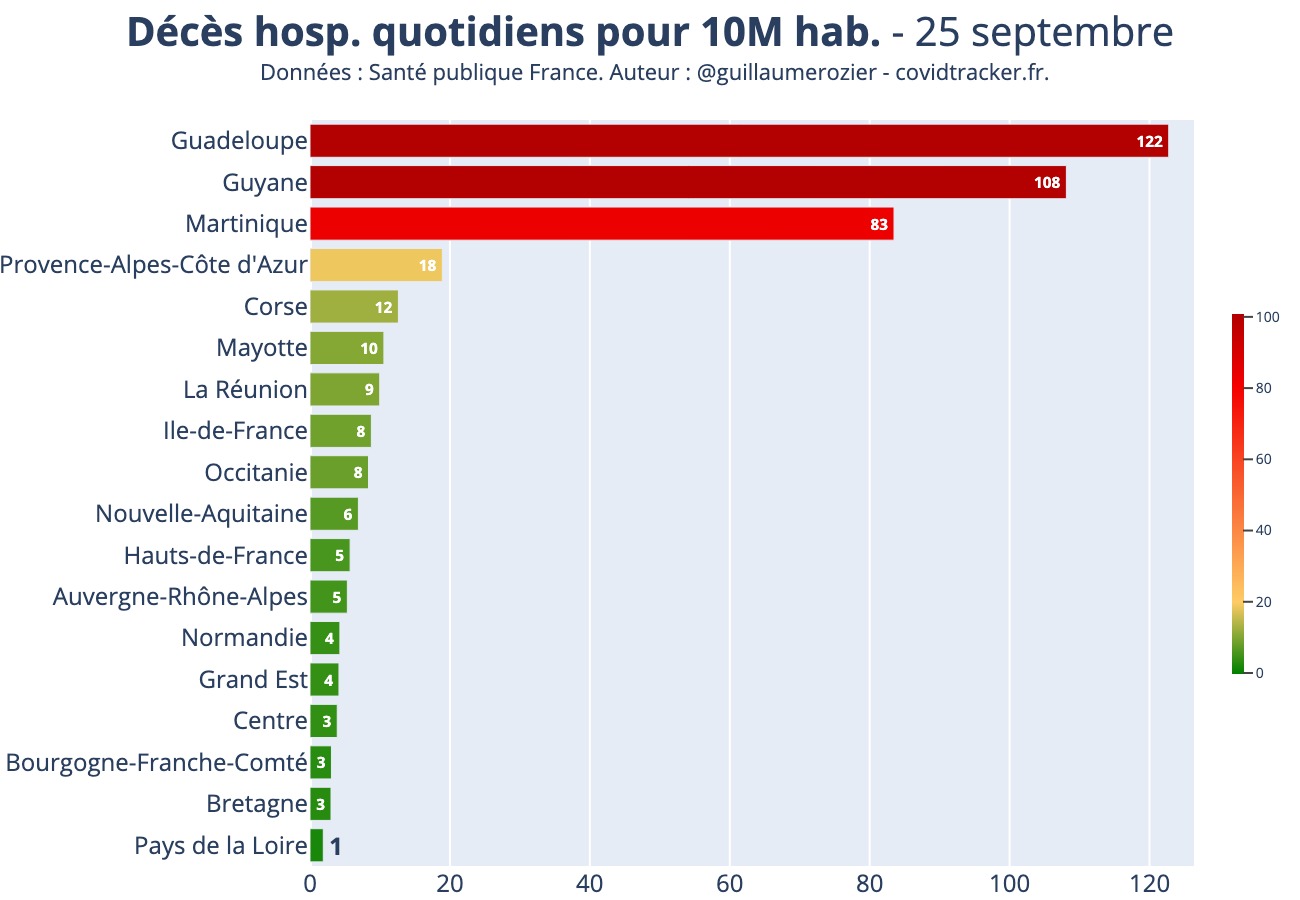 Décès hosp. quotidiens pour 10M hab. - 25 septembre
Données : Santé publique France. Auteur : @guillaumerozier - covidtracker.fr.
Guadeloupe 122
Guyane 108
Martinique 83
Provence-Alpes-Côte d'Azur 18
Corse 12
Mayotte 10
La Réunion 9
Ile-de-France 8
Occitanie 8
Nouvelle-Aquitaine 6
Hauts-de-France 5
Auvergne-Rhône-Alpes 5
Normandie 4
Grand Est 4
Centre 3
Bourgogne-Franche-Comté 3
Bretagne 3
Pays de la Loire 1
0 20 40 60 80 100 120
100
80
60
40
20
0